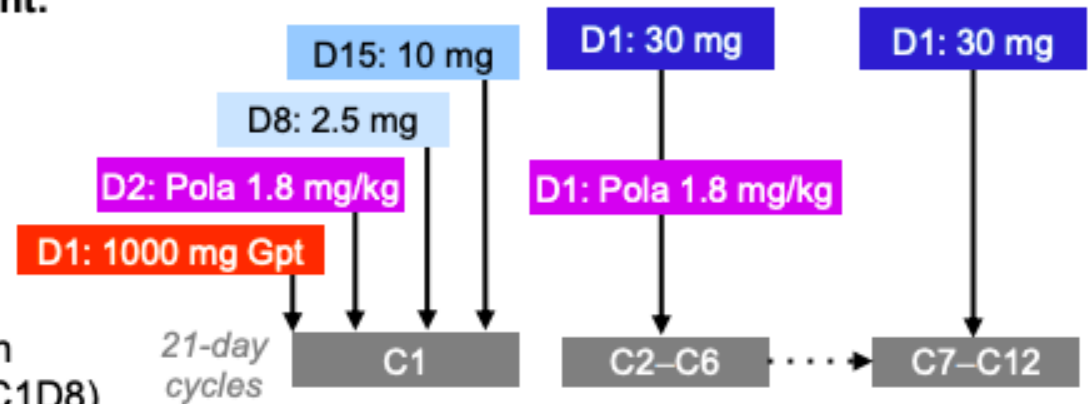 D15: 10 mg
D1: 30 mg
D1: 30 mg
D8: 2.5 mg
D2: Pola 1.8 mg/kg
D1: Pola 1.8 mg/kg
D1: 1000 mg Gpt
21-day
cycles
C1
C2–C6
C7–C12
C1D8)